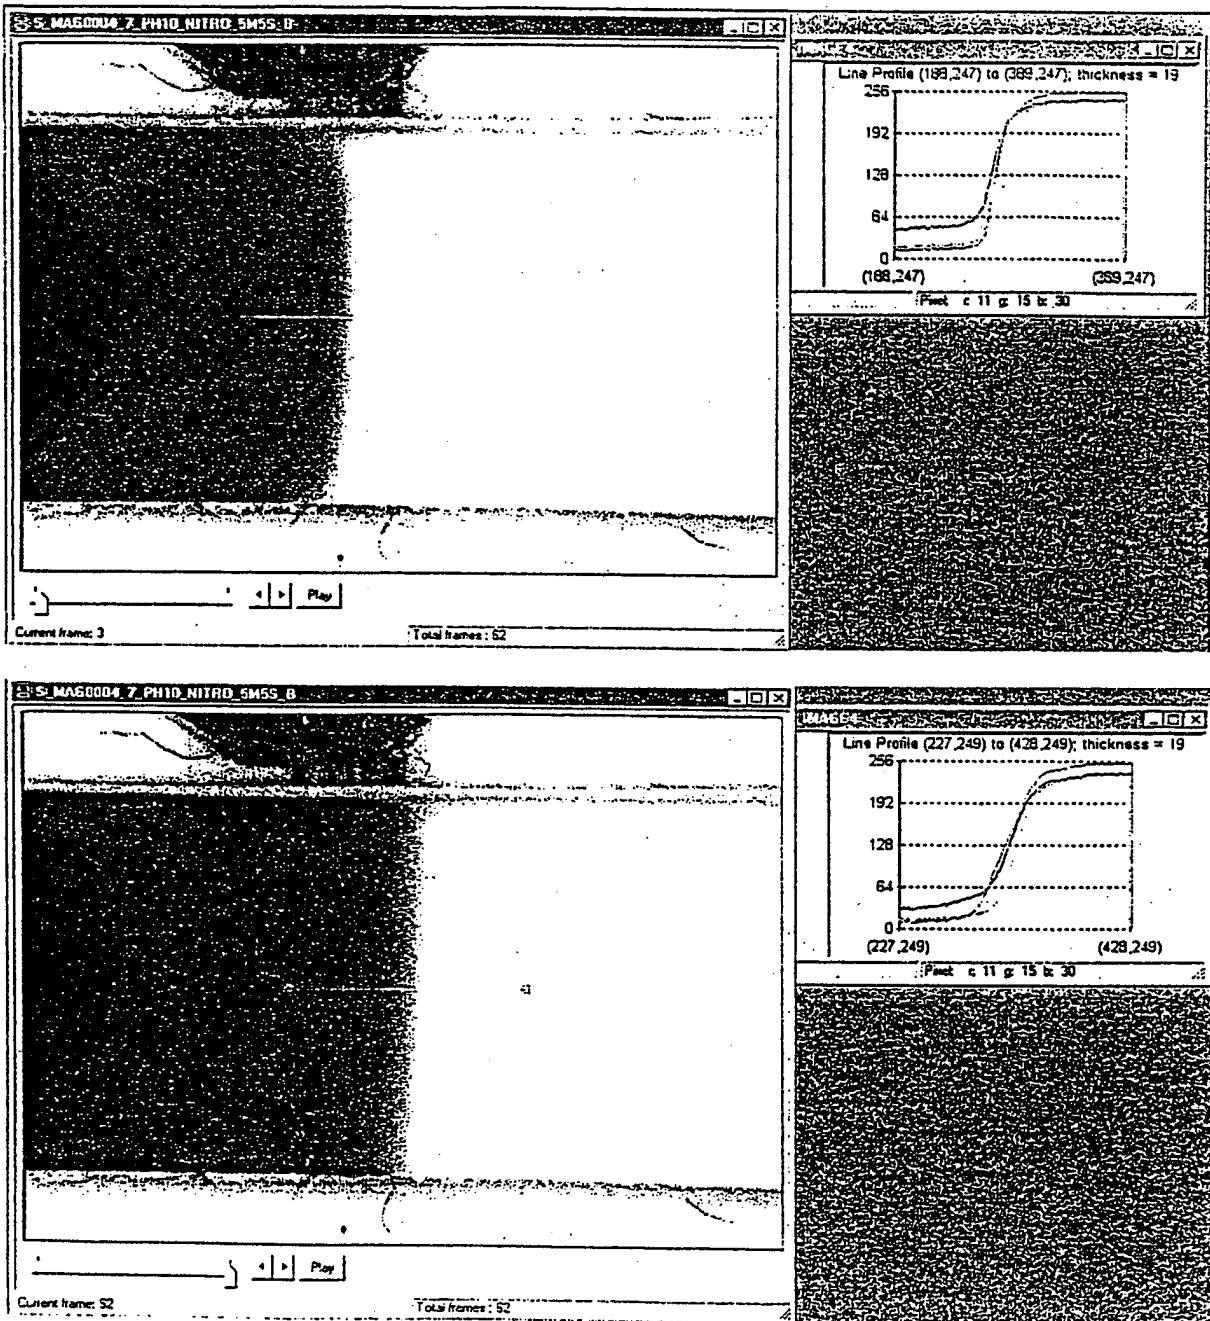 S_MAG0004_7_PH10_NITRO_5M5S_B
Line Profile (188,247) to (389,247); thickness = 19
256
192
128
64
0
(188,247)
(389,247)
Pixel r: 11 g: 15 b: 30
Play
Current frame: 3
Total frames : 52
S_MAG0004_7_PH10_NITRO_5M5S_B
IMAGE4
Line Profile (227,249) to (428,249); thickness = 19
256
192
128
64
0
(227,249)
(428,249)
Pixel r: 11 g: 15 b: 30
Play
Current frame: 52
Total frames : 52